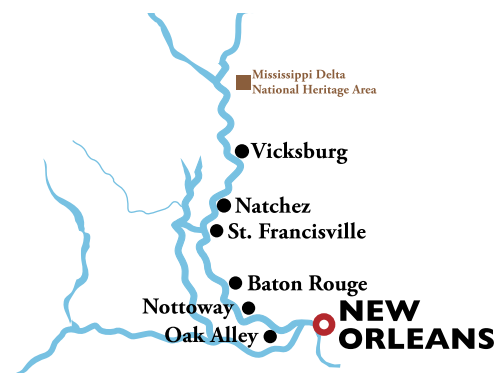 Mississippi Delta
National Heritage Area
Vicksburg
Natchez
St. Francisville
Baton Rouge
Nottoway
Oak Alley
NEW
ORLEANS